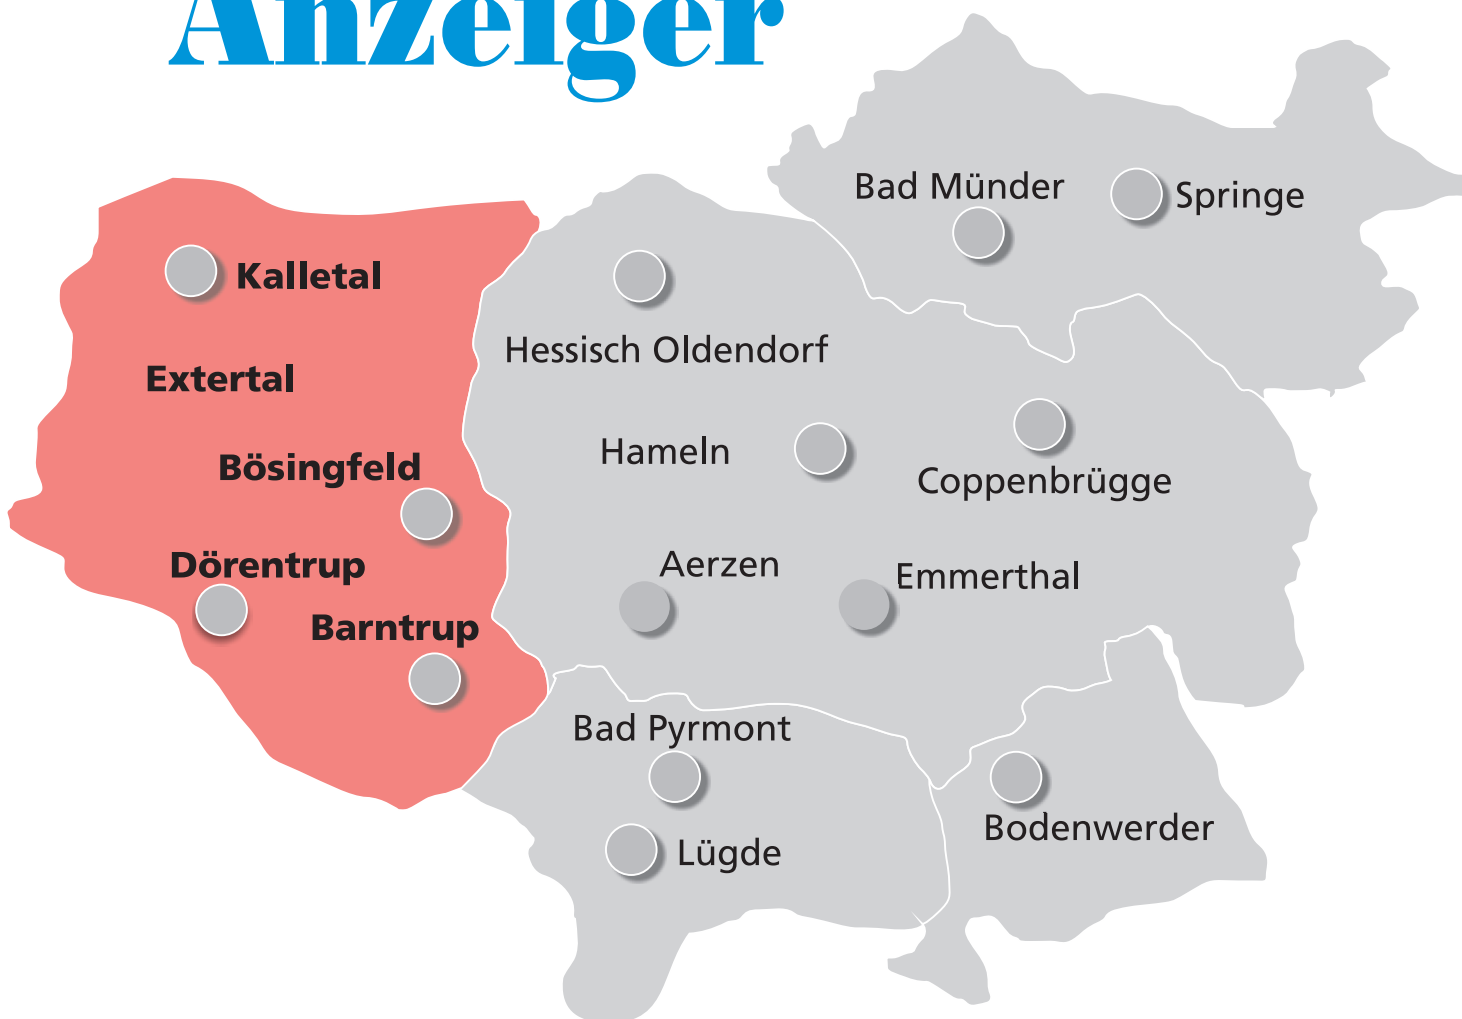 Anzeiger
Bad Münder
Springe
Kalletal
Hessisch Oldendorf
Extertal
Hameln
Bösingfeld
Coppenbrügge
Dörentrup
Aerzen
Emmerthal
Barntrup
Bad Pyrmont
Bodenwerder
Lügde